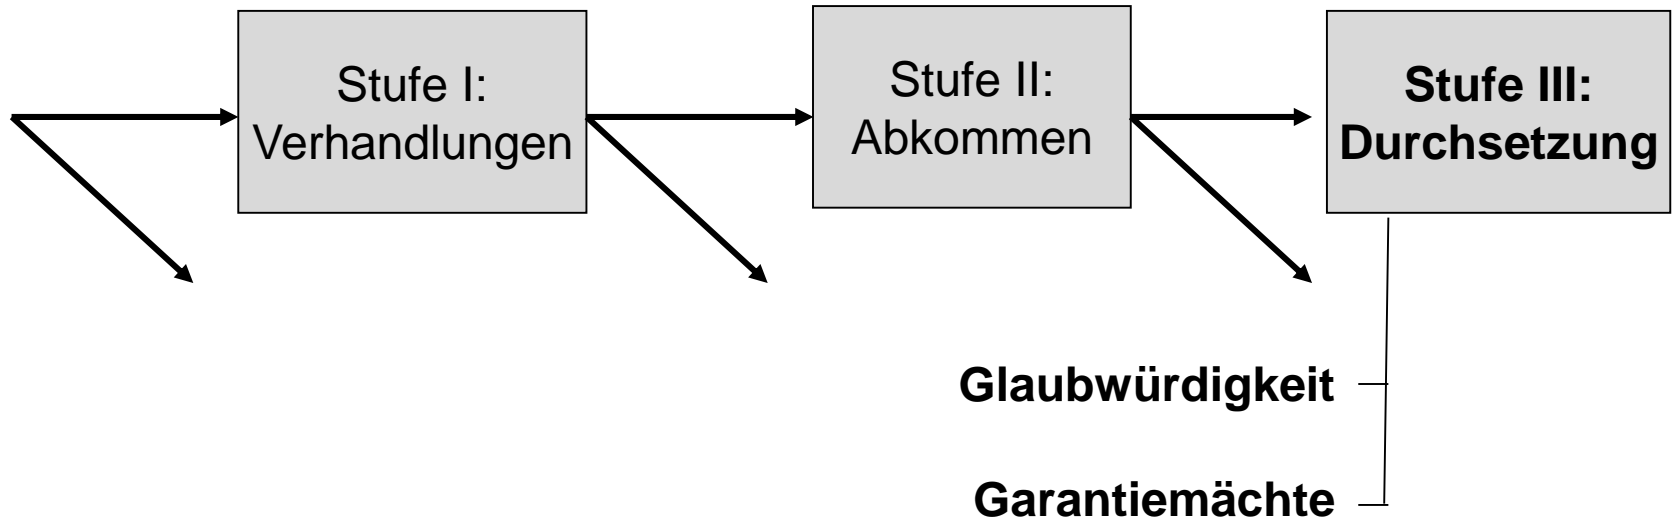 Stufe I:
Verhandlungen
Stufe II:
Abkommen
Stufe III:
Durchsetzung
Glaubwürdigkeit
Garantiemächte